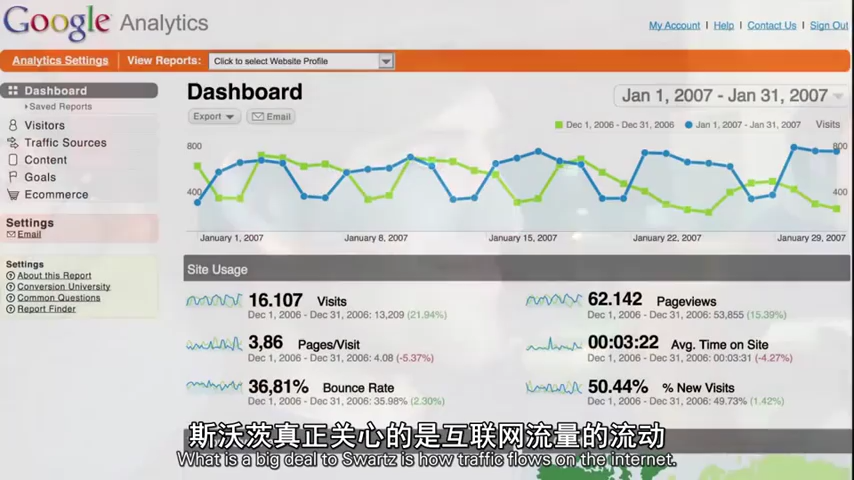 Google Analytics
My Account | Help | Contact Us | Sign Out
Analytics Settings View Reports: Click to select Website Profile
Dashboard
Saved Reports
Visitors
Traffic Sources
Content
Goals
Ecommerce
Settings
Email
Settings
About this Report
Conversion University
Common Questions
Report Finder
Dashboard
Jan 1, 2007 - Jan 31, 2007
Export Email
Dec 1, 2006 - Dec 31, 2006 Jan 1, 2007 - Jan 31, 2007 Visits
800 800
400 400
January 1, 2007 January 8, 2007 January 15, 2007 January 22, 2007 January 29, 2007
Site Usage
16.107 Visits
Dec 1, 2006 - Dec 31, 2006: 13,209 (21.94%)
62.142 Pageviews
Dec 1, 2006 - Dec 31, 2006: 53,855 (15.39%)
3,86 Pages/Visit
Dec 1, 2006 - Dec 31, 2006: 4.08 (-5.37%)
00:03:22 Avg. Time on Site
Dec 1, 2006 - Dec 31, 2006: 00:03:31 (-4.27%)
36,81% Bounce Rate
Dec 1, 2006 - Dec 31, 2006: 35.98% (2.30%)
50.44% % New Visits
Dec 1, 2006 - Dec 31, 2006: 49.73% (1.42%)
斯沃茨真正关心的是互联网流量的流动
What is a big deal to Swartz is how traffic flows on the internet.